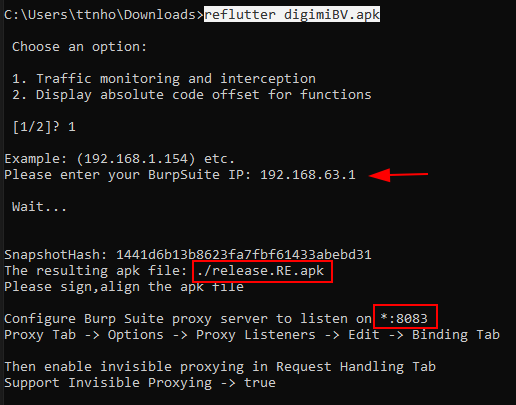 C:\Users\ttnho\Downloads>reflutter digimiBV.apk
Choose an option:
1. Traffic monitoring and interception
2. Display absolute code offset for functions
[1/2]? 1
Example: (192.168.1.154) etc.
Please enter your BurpSuite IP: 192.168.63.1
Wait...
SnapshotHash: 1441d6b13b8623fa7fbf61433abebd31
The resulting apk file: ./release.RE.apk
Please sign,align the apk file
Configure Burp Suite proxy server to listen on *:8083
Proxy Tab -> Options -> Proxy Listeners -> Edit -> Binding Tab
Then enable invisible proxying in Request Handling Tab
Support Invisible Proxying -> true